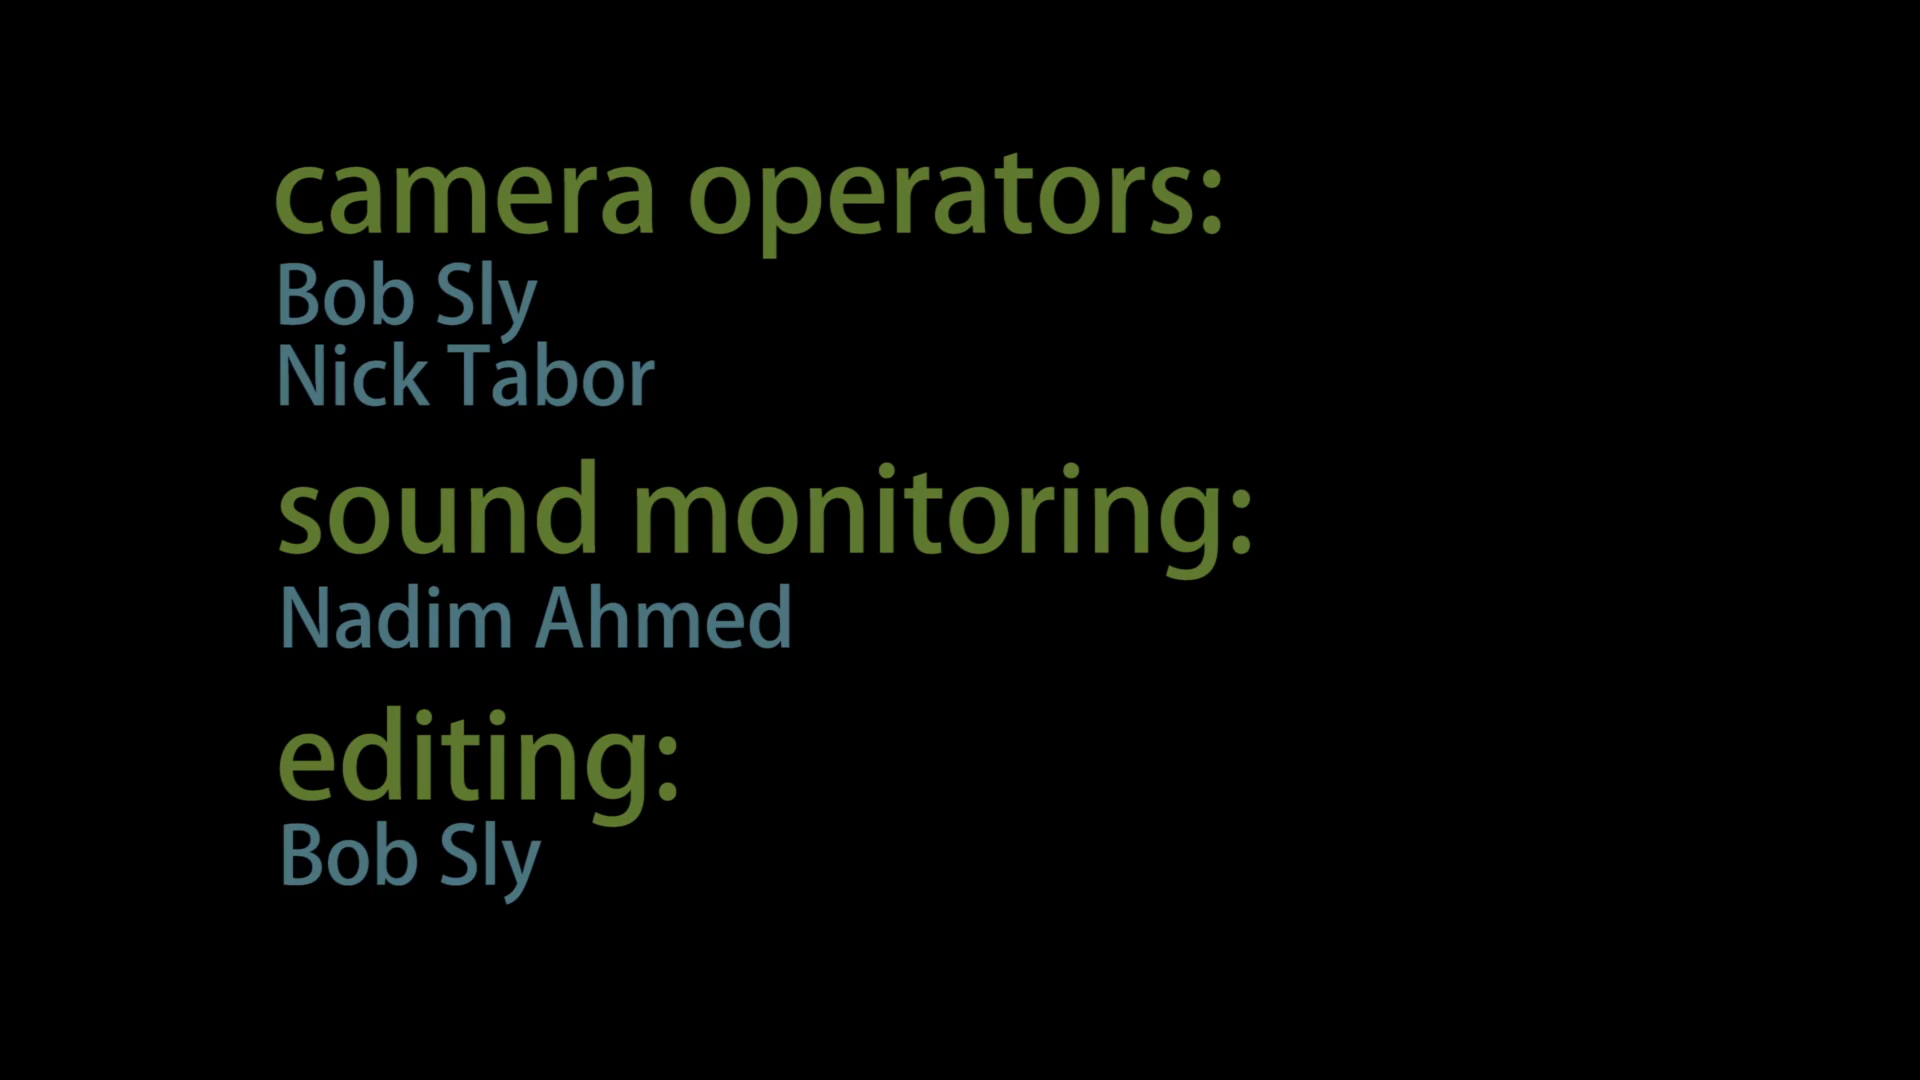 camera operators:
Bob Sly
Nick Tabor
sound monitoring:
Nadim Ahmed
editing:
Bob Sly